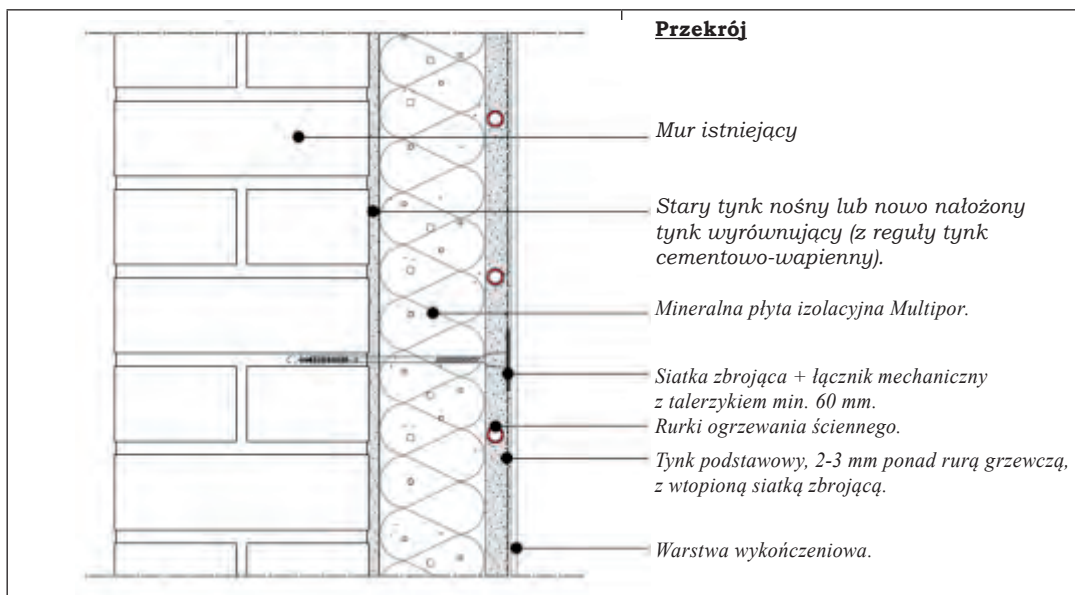 Przekrój
Mur istniejący
Stary tynk nośny lub nowo nałożony
tynk wyrównujący (z reguły tynk
cementowo-wapienny).
Mineralna płyta izolacyjna Multipor.
Siatka zbrojąca + łącznik mechaniczny
z talerzykiem min. 60 mm.
Rurki ogrzewania ściennego.
Tynk podstawowy, 2-3 mm ponad rurą grzewczą,
z wtopioną siatką zbrojącą.
Warstwa wykończeniowa.